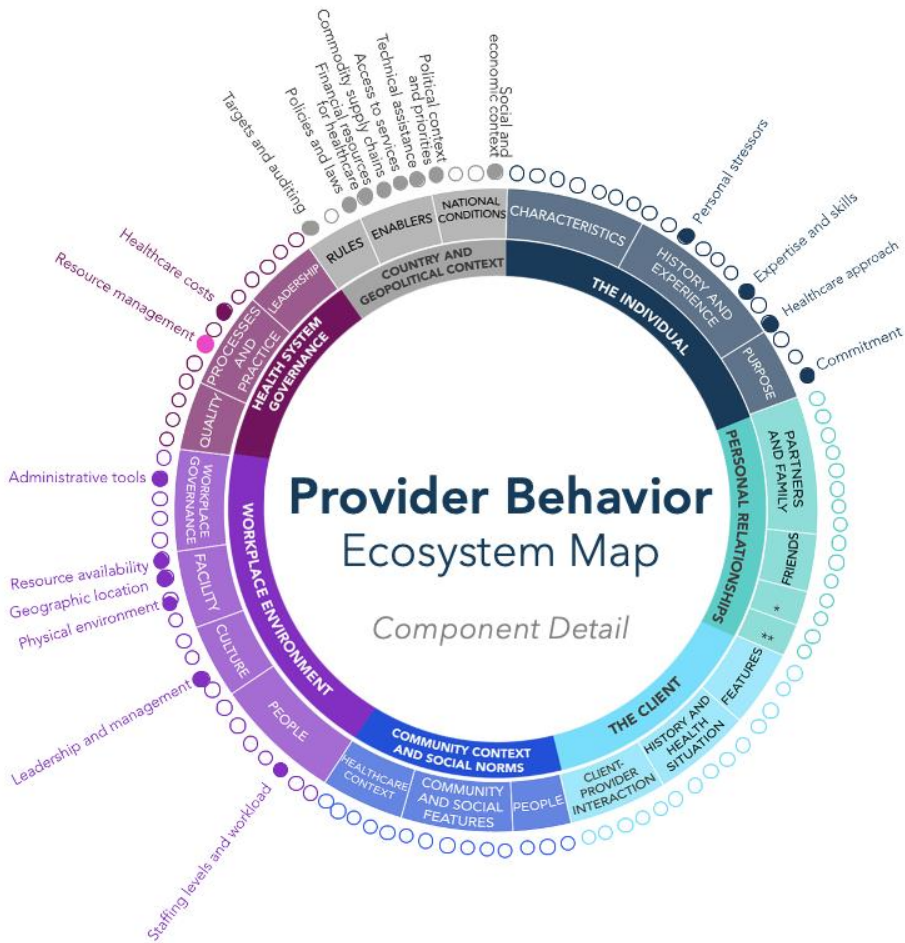 Provider Behavior
Ecosystem Map
Component Detail
COUNTRY AND
GEOPOLITICAL CONTEXT
RULES
ENABLERS
NATIONAL
CONDITIONS
Targets and auditing
Policies and laws
Financial resources
for healthcare
Commodity supply chains
Access to services
Technical assistance
Political context
and priorities
Social and
economic context
THE INDIVIDUAL
CHARACTERISTICS
HISTORY AND
EXPERIENCE
PURPOSE
Personal stressors
Expertise and skills
Healthcare approach
Commitment
PERSONAL RELATIONSHIPS
PARTNERS
AND FAMILY
FRIENDS
*
**
THE CLIENT
FEATURES
HISTORY AND
HEALTH
SITUATION
CLIENT-
PROVIDER
INTERACTION
COMMUNITY CONTEXT
AND SOCIAL NORMS
PEOPLE
COMMUNITY
AND SOCIAL
FEATURES
HEALTHCARE
CONTEXT
WORKPLACE ENVIRONMENT
PEOPLE
CULTURE
FACILITY
WORKPLACE
GOVERNANCE
Staffing levels and workload
Leadership and management
Physical environment
Geographic location
Resource availability
Administrative tools
HEALTH SYSTEM
GOVERNANCE
QUALITY
PROCESSES
AND
PRACTICE
LEADERSHIP
Resource management
Healthcare costs